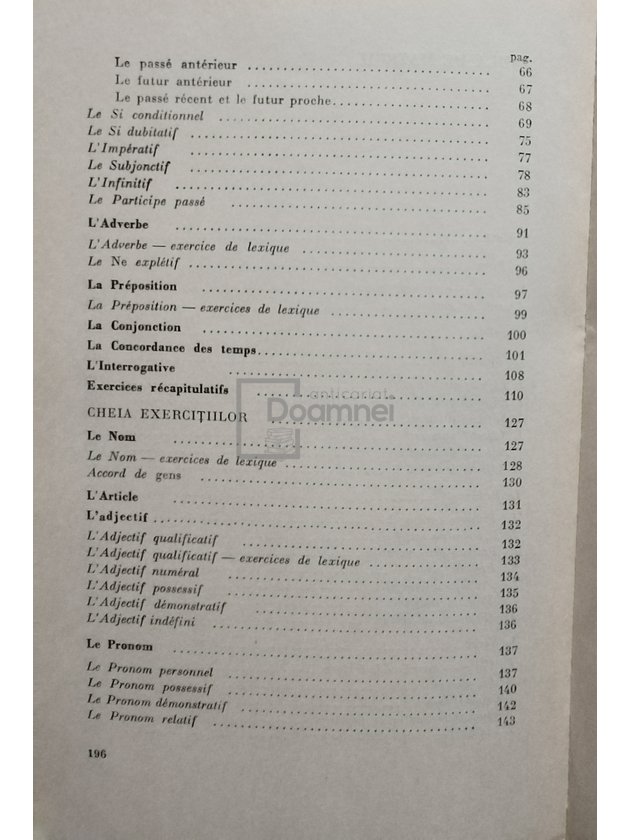 pag.
Le passé antérieur 66
Le futur antérieur 67
Le passé récent et le futur proche 68
Le Si conditionnel 69
Le Si dubitatif 75
L'Impératif 77
Le Subjonctif 78
L'Infinitif 83
Le Participe passé 85
L'Adverbe 91
L'Adverbe — exercice de lexique 93
Le Ne explétif 96
La Préposition 97
La Préposition — exercices de lexique 99
La Conjonction 100
La Concordance des temps 101
L'Interrogative 108
Exercices récapitulatifs 110
anticariat
Doamnei
CHEIA EXERCIȚIILOR 127
Le Nom 127
Le Nom — exercices de lexique 128
Accord de gens 130
L'Article 131
L'adjectif 132
L'Adjectif qualificatif 132
L'Adjectif qualificatif — exercices de lexique 133
L'Adjectif numéral 134
L'Adjectif possessif 135
L'Adjectif démonstratif 136
L'Adjectif indéfini 136
Le Pronom 137
Le Pronom personnel 137
Le Pronom possessif 140
Le Pronom démonstratif 142
Le Pronom relatif 143
196